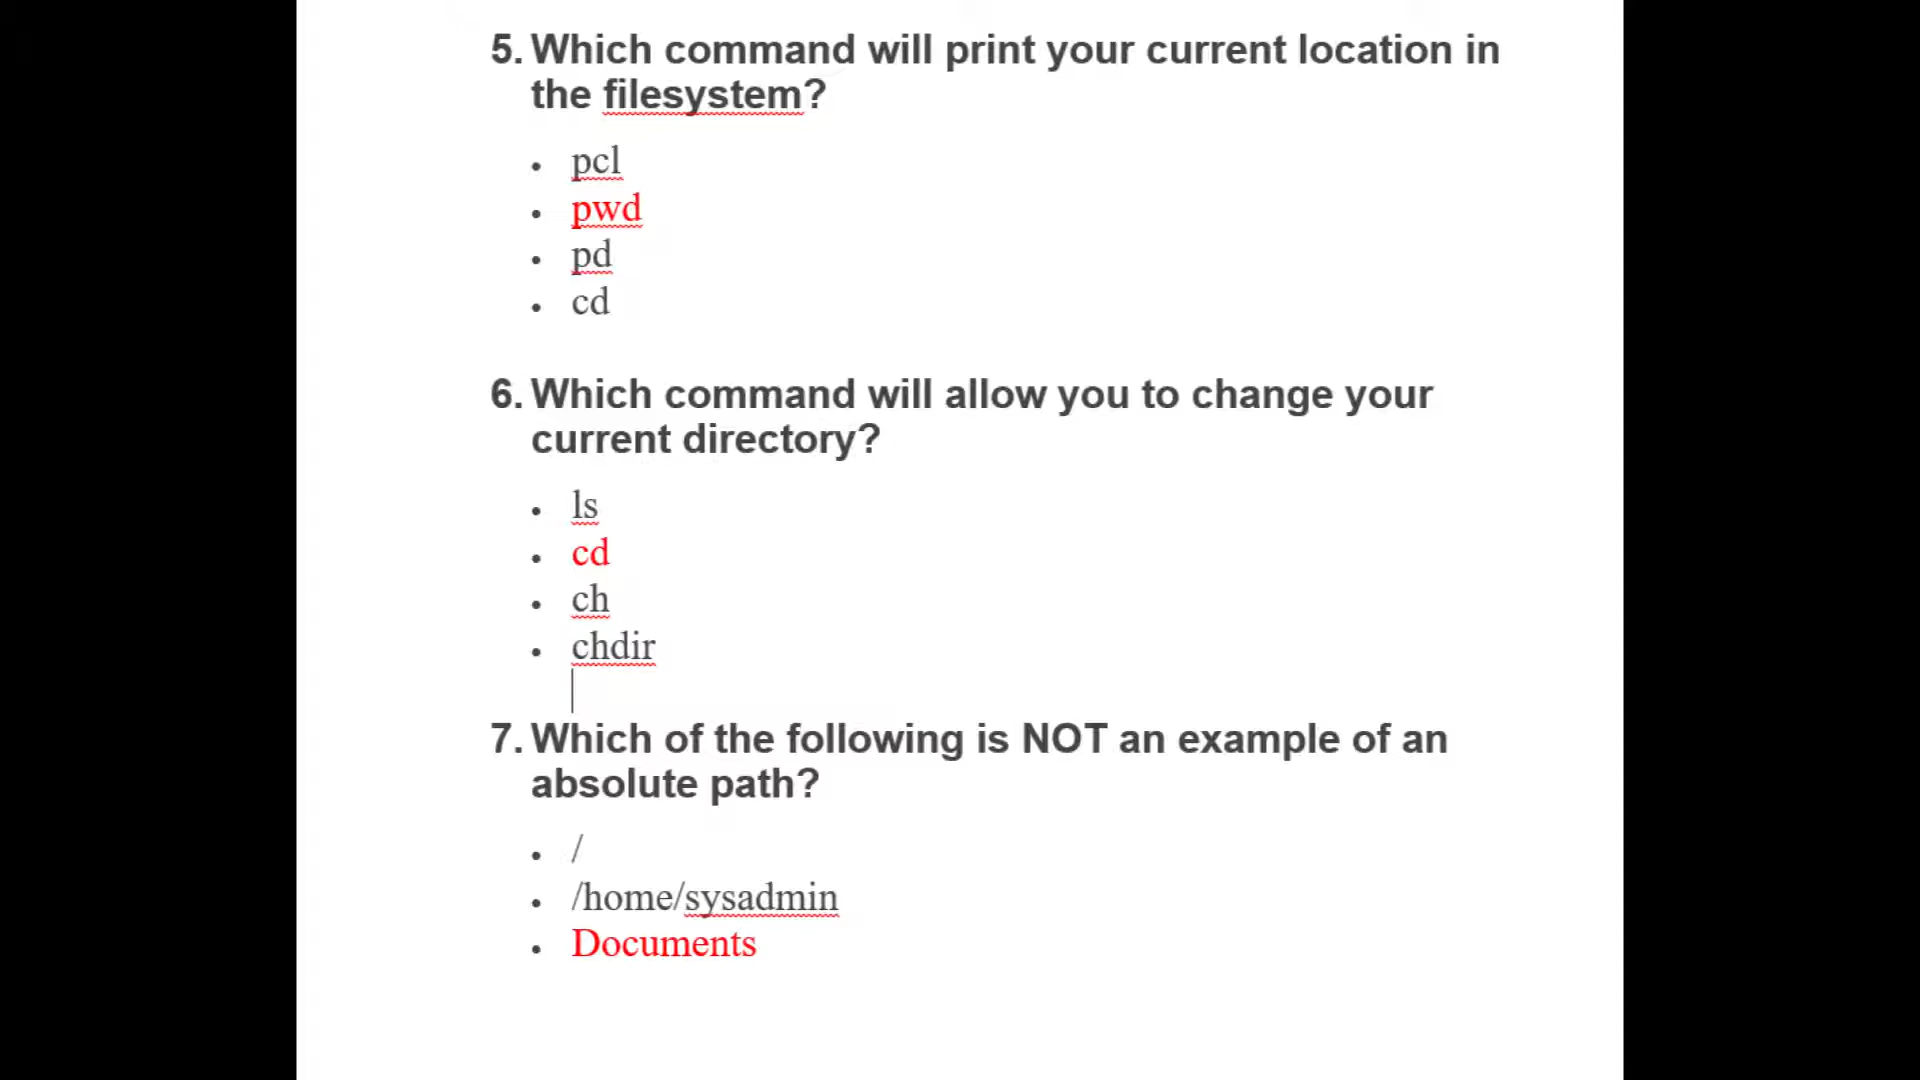 5. Which command will print your current location in
the filesystem?
• pcl
• pwd
• pd
• cd
6. Which command will allow you to change your
current directory?
• ls
• cd
• ch
• chdir
7. Which of the following is NOT an example of an
absolute path?
• /
• /home/sysadmin
• Documents